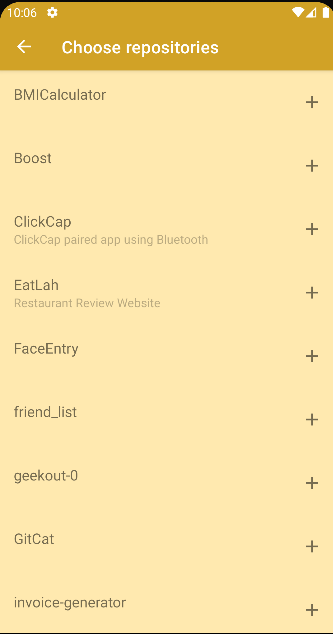 10:06
Choose repositories
BMICalculator
Boost
ClickCap
ClickCap paired app using Bluetooth
EatLah
Restaurant Review Website
FaceEntry
friend_list
geekout-0
GitCat
invoice-generator